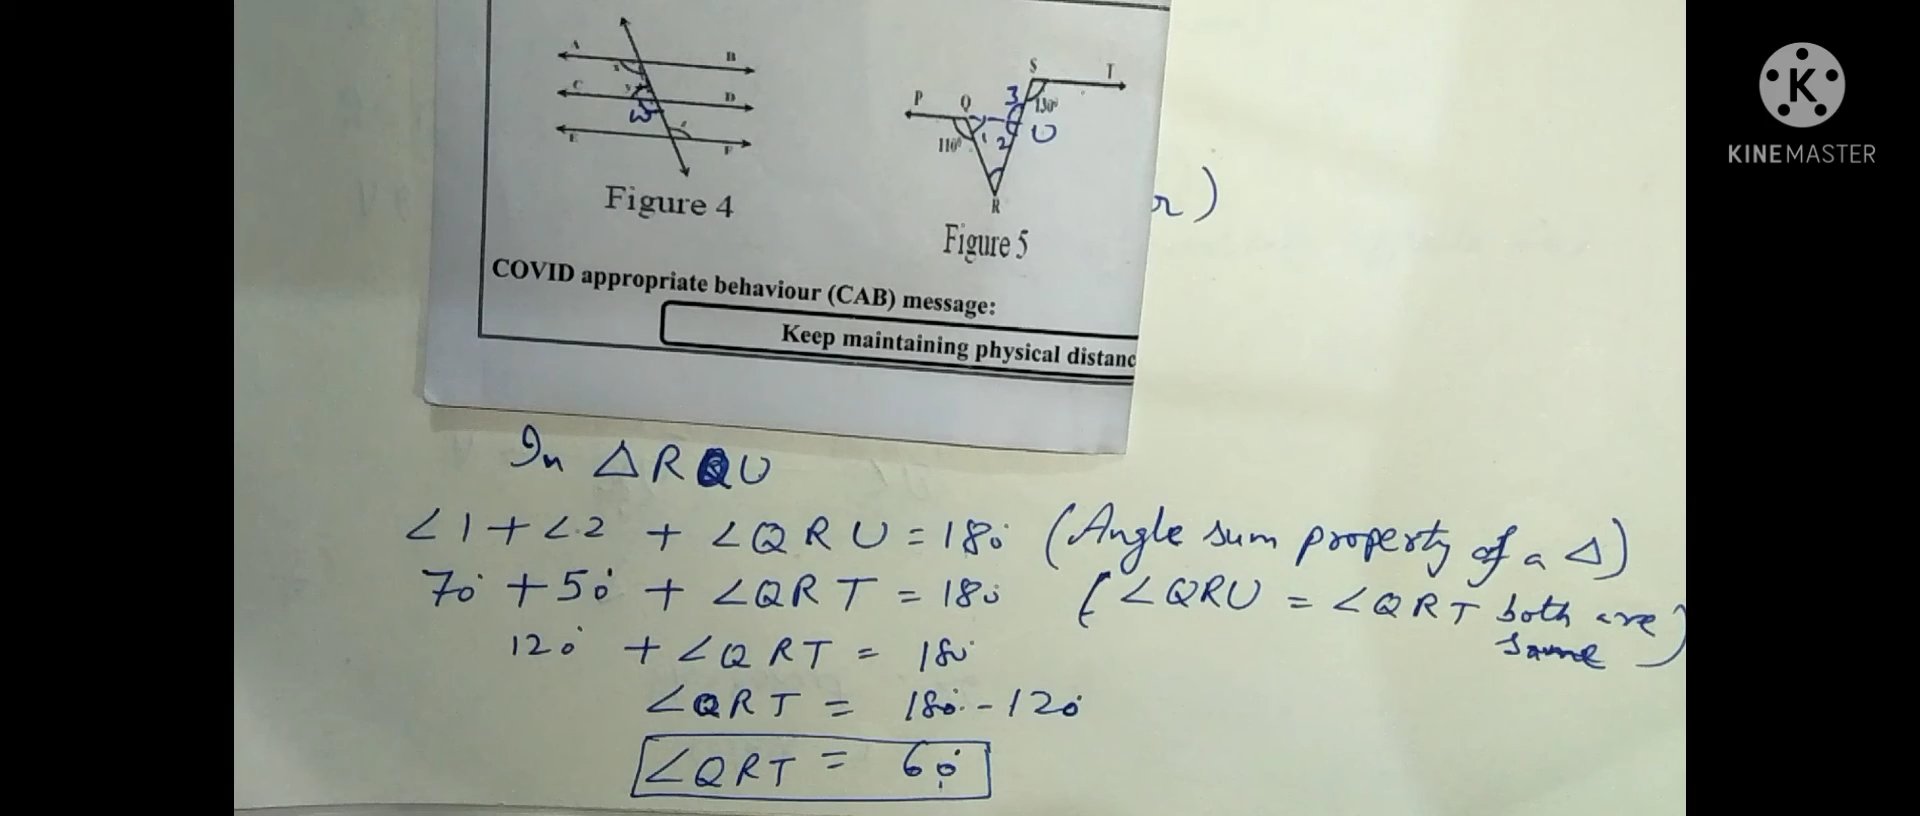 A
B
x
C
y
D
w
E
F
Figure 4
S
T
P
Q
3
130°
U
110°
1
2
R
Figure 5
r)
COVID appropriate behaviour (CAB) message:
Keep maintaining physical distanc
K
KINEMASTER
In △RQU
∠1+∠2 + ∠QRU = 180° (Angle sum property of a △)
70° + 50° + ∠QRT = 180° (∠QRU = ∠QRT both are same)
120° + ∠QRT = 180°
∠QRT = 180° - 120°
∠QRT = 60°